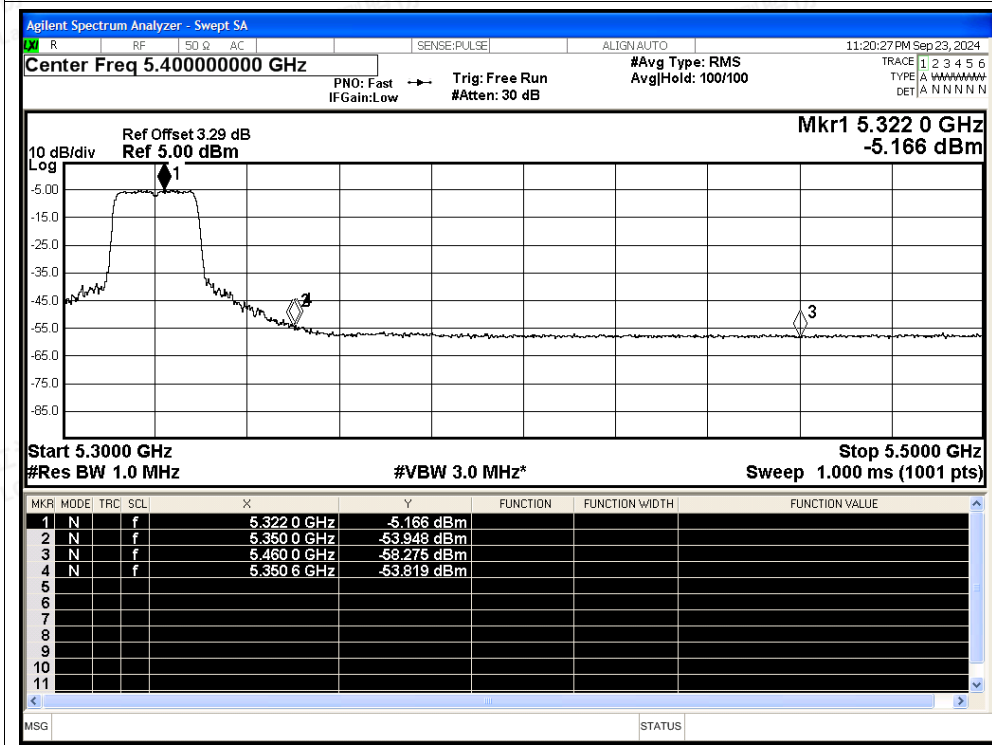 Agilent Spectrum Analyzer - Swept SA
LXI R RF 50 Ω AC SENSE:PULSE ALIGN AUTO 11:20:27 PM Sep 23, 2024
Center Freq 5.400000000 GHz #Avg Type: RMS TRACE 1 2 3 4 5 6
PNO: Fast Trig: Free Run Avg|Hold: 100/100 TYPE A WWWWW
IFGain:Low #Atten: 30 dB DET A N N N N N
Mkr1 5.322 0 GHz
-5.166 dBm
Ref Offset 3.29 dB
10 dB/div Ref 5.00 dBm
Log
1
-5.00
-15.0
-25.0
-35.0
-45.0
4
3
-55.0
-65.0
-75.0
-85.0
Start 5.3000 GHz Stop 5.5000 GHz
#Res BW 1.0 MHz #VBW 3.0 MHz* Sweep 1.000 ms (1001 pts)
MKR MODE TRC SCL X Y FUNCTION FUNCTION WIDTH FUNCTION VALUE
1 N f 5.322 0 GHz -5.166 dBm
2 N f 5.350 0 GHz -53.948 dBm
3 N f 5.460 0 GHz -58.275 dBm
4 N f 5.350 6 GHz -53.819 dBm
5
6
7
8
9
10
11
MSG STATUS